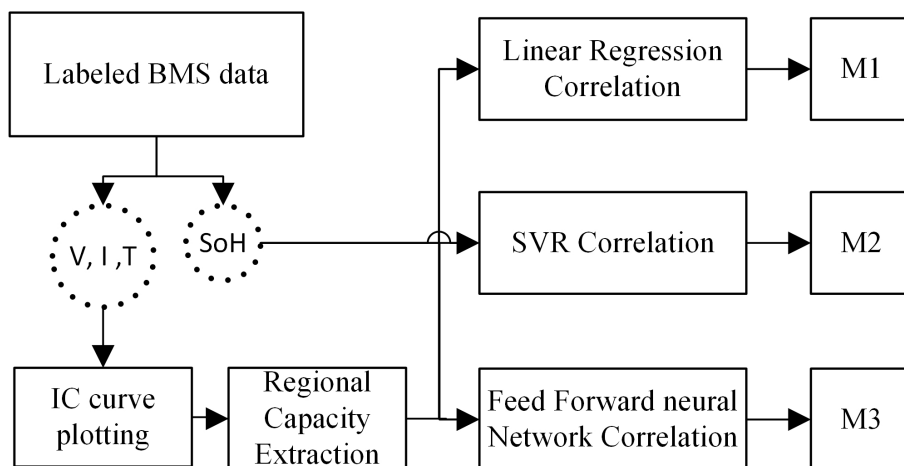 Labeled BMS data
V, I ,T
SoH
IC curve
plotting
Regional
Capacity
Extraction
Linear Regression
Correlation
M1
SVR Correlation
M2
Feed Forward neural
Network Correlation
M3